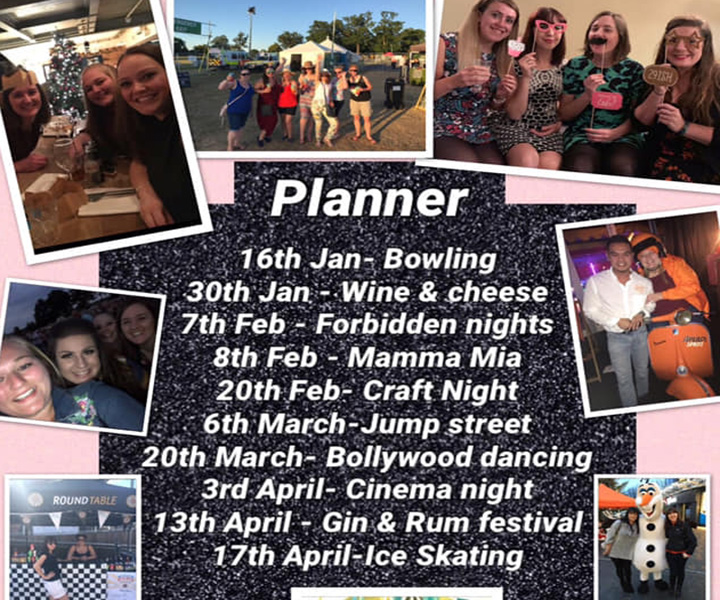 Planner
16th Jan- Bowling
30th Jan - Wine & cheese
7th Feb - Forbidden nights
8th Feb - Mamma Mia
20th Feb- Craft Night
6th March-Jump street
20th March- Bollywood dancing
3rd April- Cinema night
13th April - Gin & Rum festival
17th April-Ice Skating
29ISH
ROUND TABLE